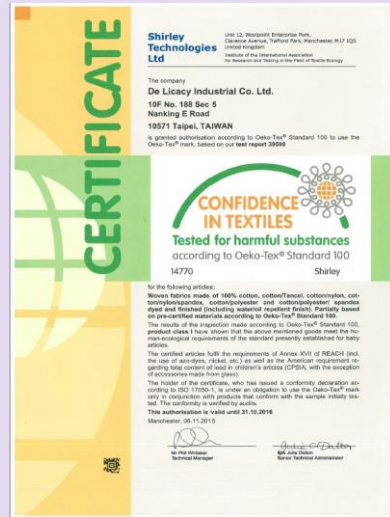 CERTIFICATE
Shirley
Technologies
Ltd
Unit 12, Westpoint Enterprise Park,
Clarence Avenue, Trafford Park, Manchester, M17 1QS
United Kingdom
Institute of the International Association
for Research and Testing in the Field of Textile Ecology
The company
De Licacy Industrial Co. Ltd.
10F No. 188 Sec 5
Nanking E Road
10571 Taipei, TAIWAN
is granted authorisation according to Oeko-Tex® Standard 100 to use the
Oeko-Tex® mark, based on our test report 39588
CONFIDENCE
IN TEXTILES
Tested for harmful substances
according to Oeko-Tex® Standard 100
14770 Shirley
for the following articles:
Woven fabrics made of 100% cotton, cotton/Tencel, cotton/nylon, cot-
ton/nylon/spandex, cotton/polyester and cotton/polyester/ spandex
dyed and finished (including water/oil repellent finish). Partially based
on pre-certified materials according to Oeko-Tex® Standard 100.
The results of the inspection made according to Oeko-Tex® Standard 100,
product class I have shown that the above mentioned goods meet the hu-
man-ecological requirements of the standard presently established for baby
articles.
The certified articles fulfil the requirements of Annex XVII of REACH (incl.
the use of azo-dyes, nickel, etc.) as well as the American requirement re-
garding total content of lead in children's articles (CPSIA; with the exception
of accessories made from glass).
The holder of the certificate, who has issued a conformity declaration ac-
cording to ISO 17050-1, is under an obligation to use the Oeko-Tex® mark
only in conjunction with products that conform with the sample initially tes-
ted. The conformity is verified by audits.
This authorisation is valid until 31.10.2016
Manchester, 06.11.2015
Mr Phil Whitaker
Technical Manager
Julie Dalton
Senior Technical Administrator